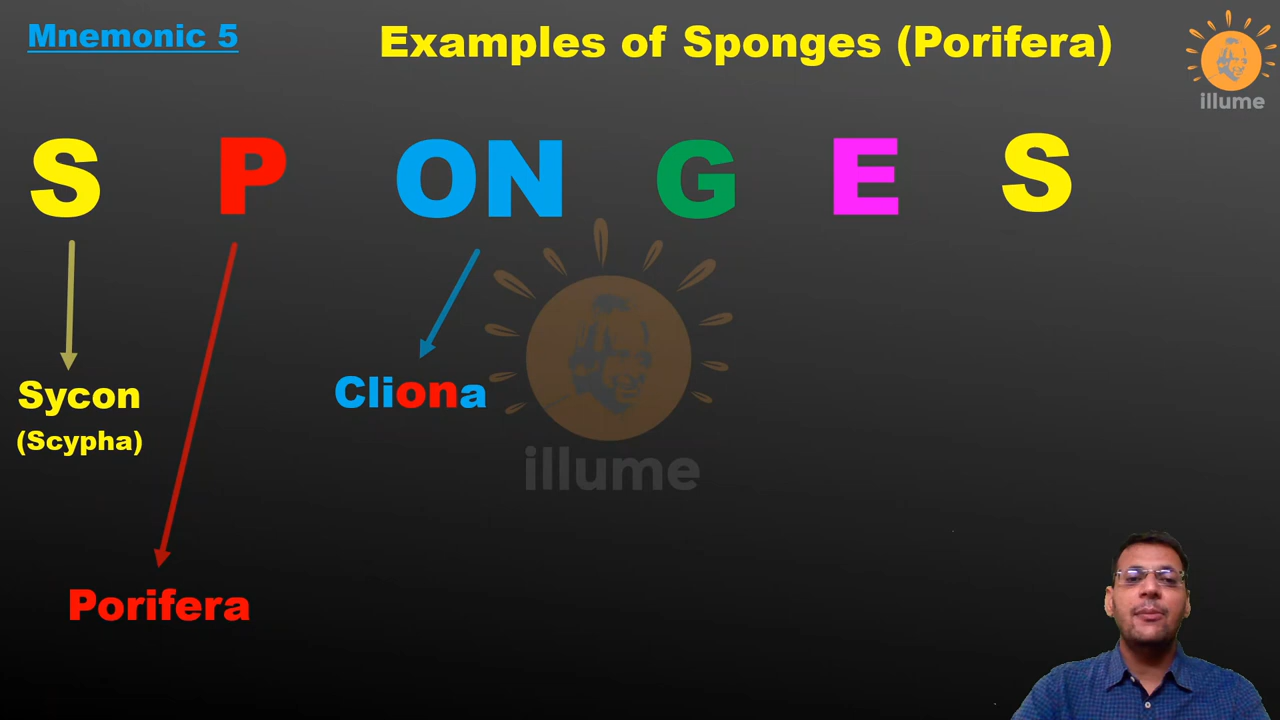 Mnemonic 5
Examples of Sponges (Porifera)
illume
S P ON G E S
Sycon
(Scypha)
Cliona
illume
Porifera